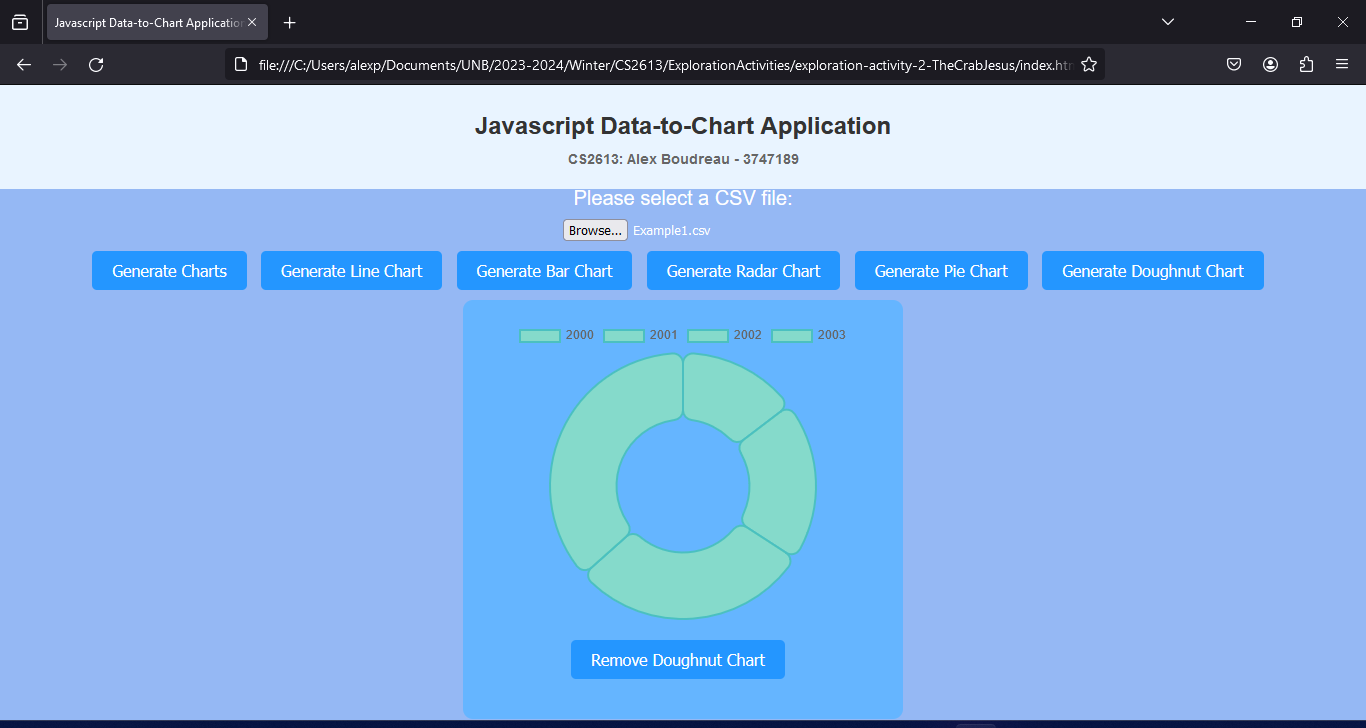 Javascript Data-to-Chart Application
file:///C:/Users/alexp/Documents/UNB/2023-2024/Winter/CS2613/ExplorationActivities/exploration-activity-2-TheCrabJesus/index.htm
Javascript Data-to-Chart Application
CS2613: Alex Boudreau - 3747189
Please select a CSV file:
Browse... Example1.csv
Generate Charts Generate Line Chart Generate Bar Chart Generate Radar Chart Generate Pie Chart Generate Doughnut Chart
2000 2001 2002 2003
Remove Doughnut Chart